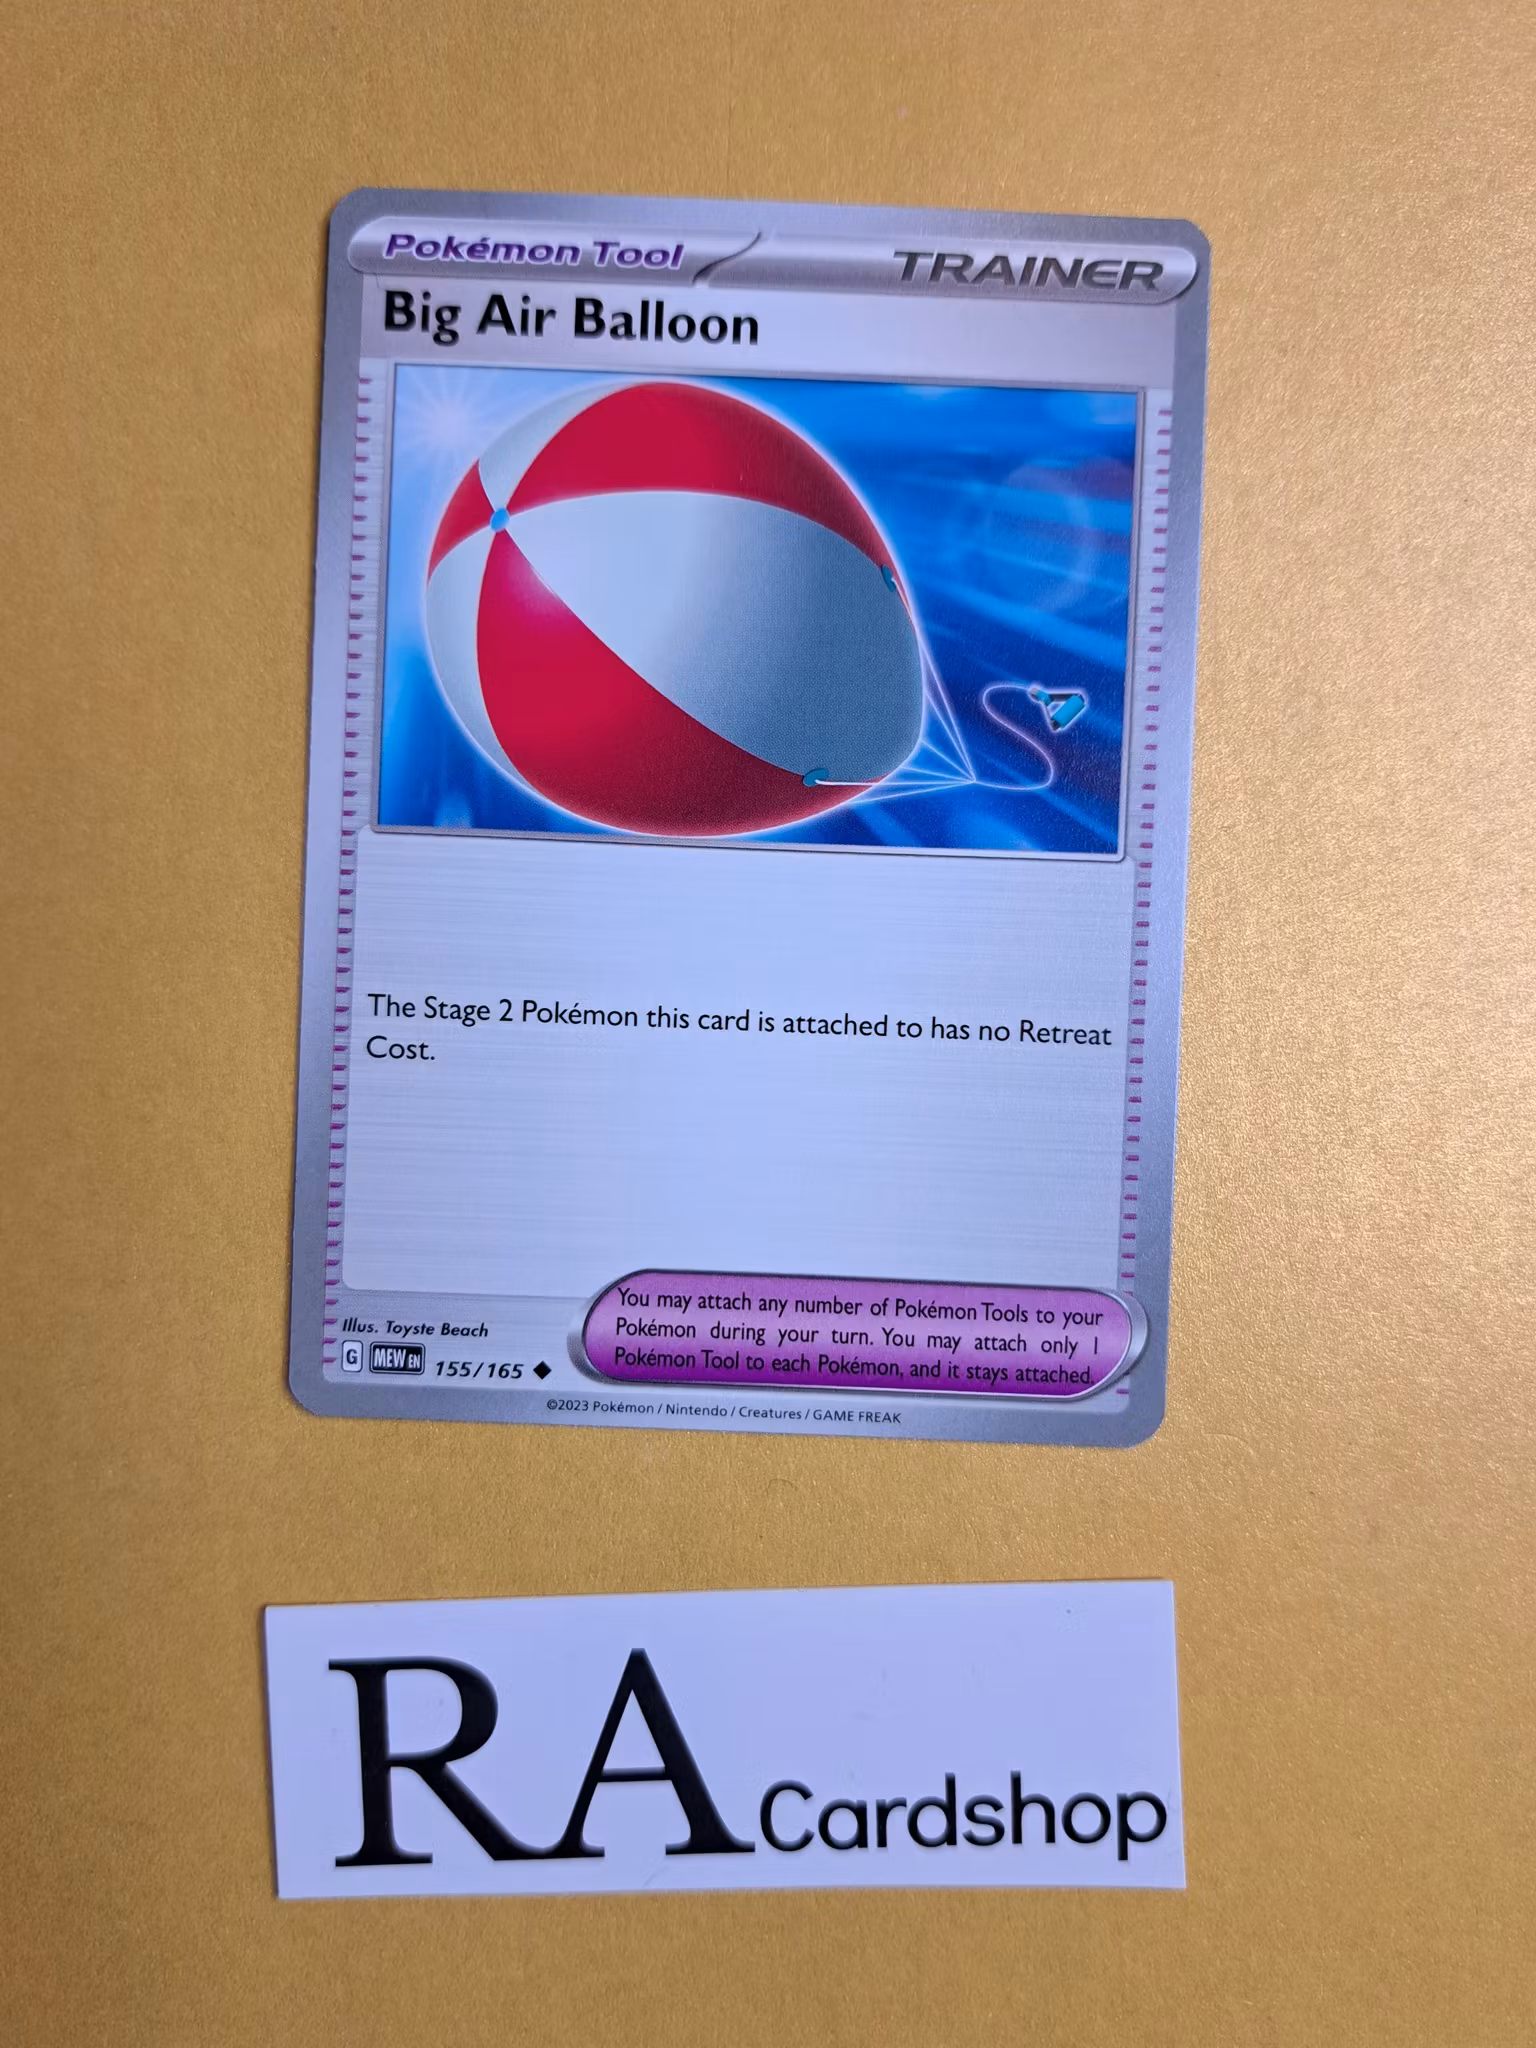 Pokémon Tool
TRAINER
Big Air Balloon
The Stage 2 Pokémon this card is attached to has no Retreat
Cost.
You may attach any number of Pokémon Tools to your
Pokémon during your turn. You may attach only 1
Pokémon Tool to each Pokémon, and it stays attached.
Illus. Toyste Beach
G MEW EN 155/165
©2023 Pokémon / Nintendo / Creatures / GAME FREAK
RA Cardshop